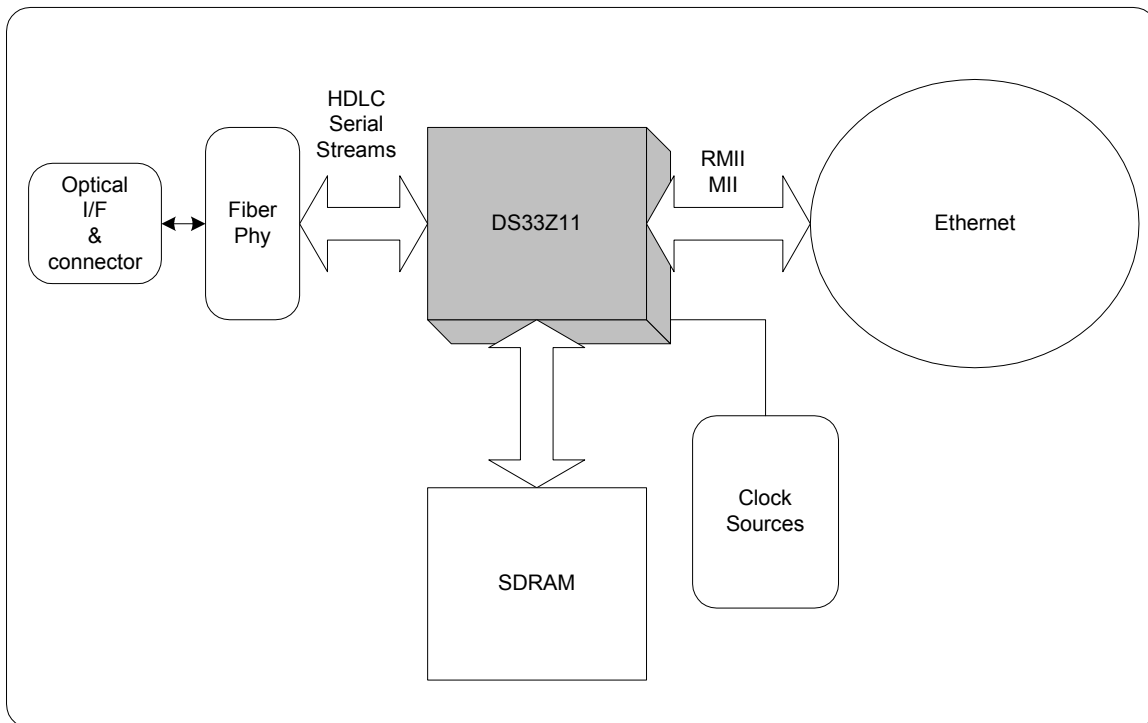 HDLC
Serial
Streams
RMII
MII
Optical
I/F
&
connector
Fiber
Phy
DS33Z11
Ethernet
Clock
Sources
SDRAM